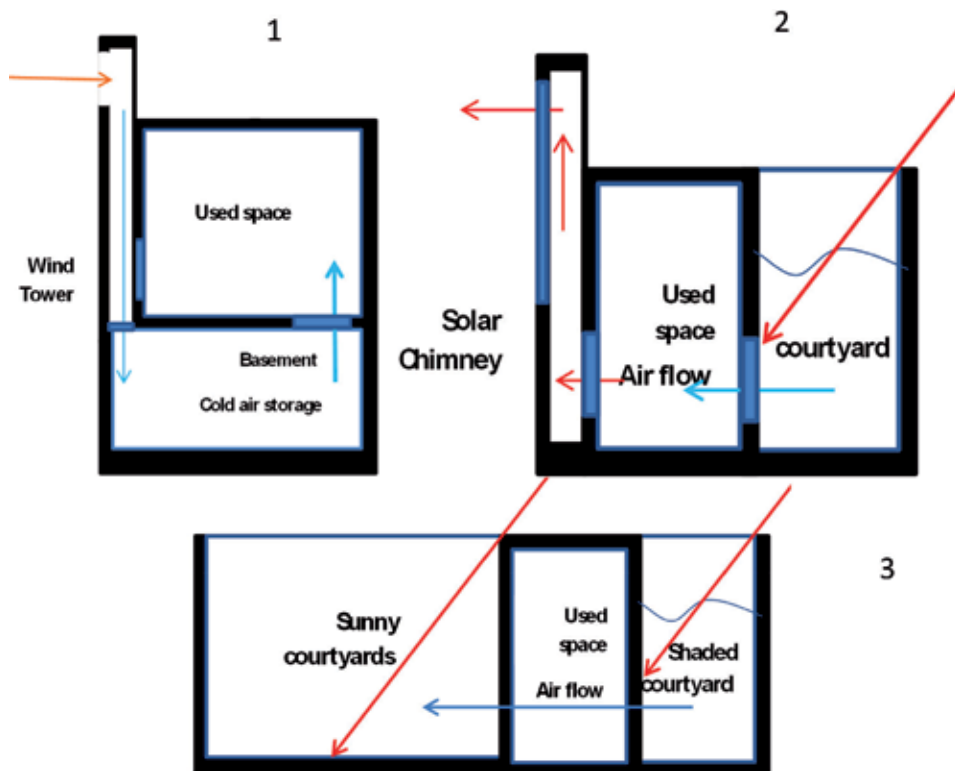 1
Used space
Wind
Tower
Basement
Cold air storage
2
Solar
Chimney
Used
space
Air flow
courtyard
3
Sunny
courtyards
Used
space
Air flow
Shaded
courtyard